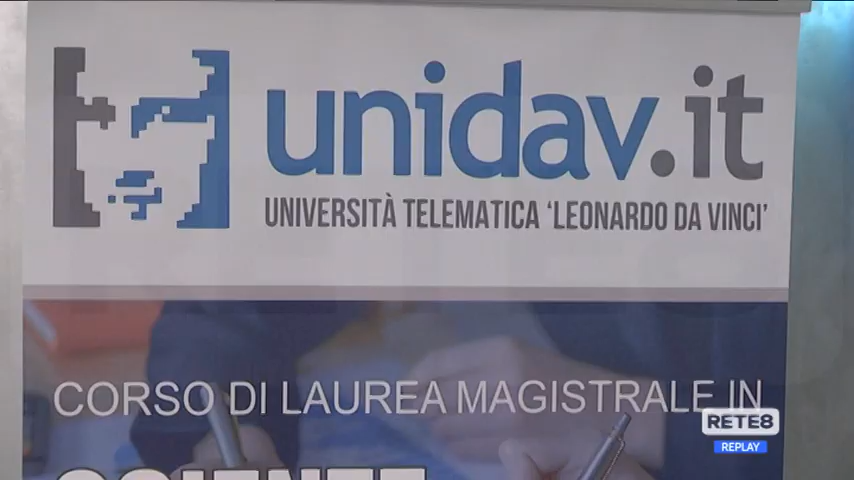 unidav.it
UNIVERSITÀ TELEMATICA 'LEONARDO DA VINCI'
CORSO DI LAUREA MAGISTRALE IN
RETE8
REPLAY